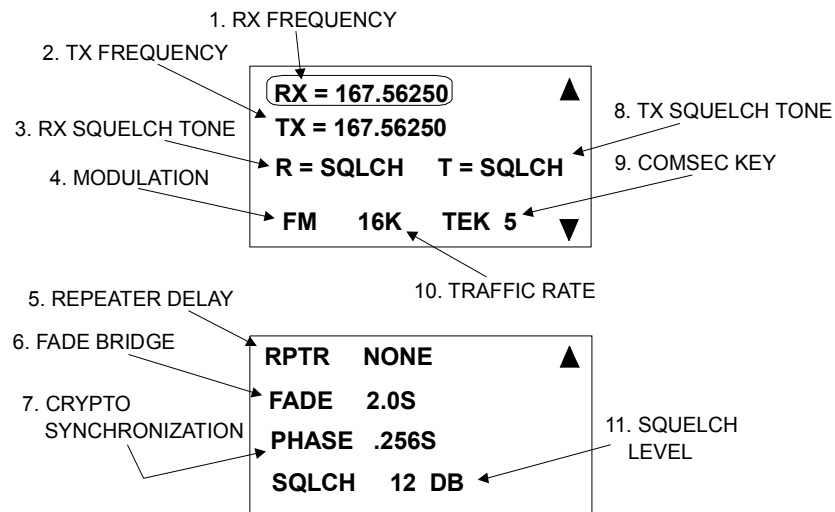 1. RX FREQUENCY
2. TX FREQUENCY
RX = 167.56250
TX = 167.56250
8. TX SQUELCH TONE
3. RX SQUELCH TONE
R = SQLCH T = SQLCH
9. COMSEC KEY
4. MODULATION
FM 16K TEK 5
10. TRAFFIC RATE
5. REPEATER DELAY
6. FADE BRIDGE
RPTR NONE
FADE 2.0S
7. CRYPTO
SYNCHRONIZATION
PHASE .256S
11. SQUELCH
LEVEL
SQLCH 12 DB